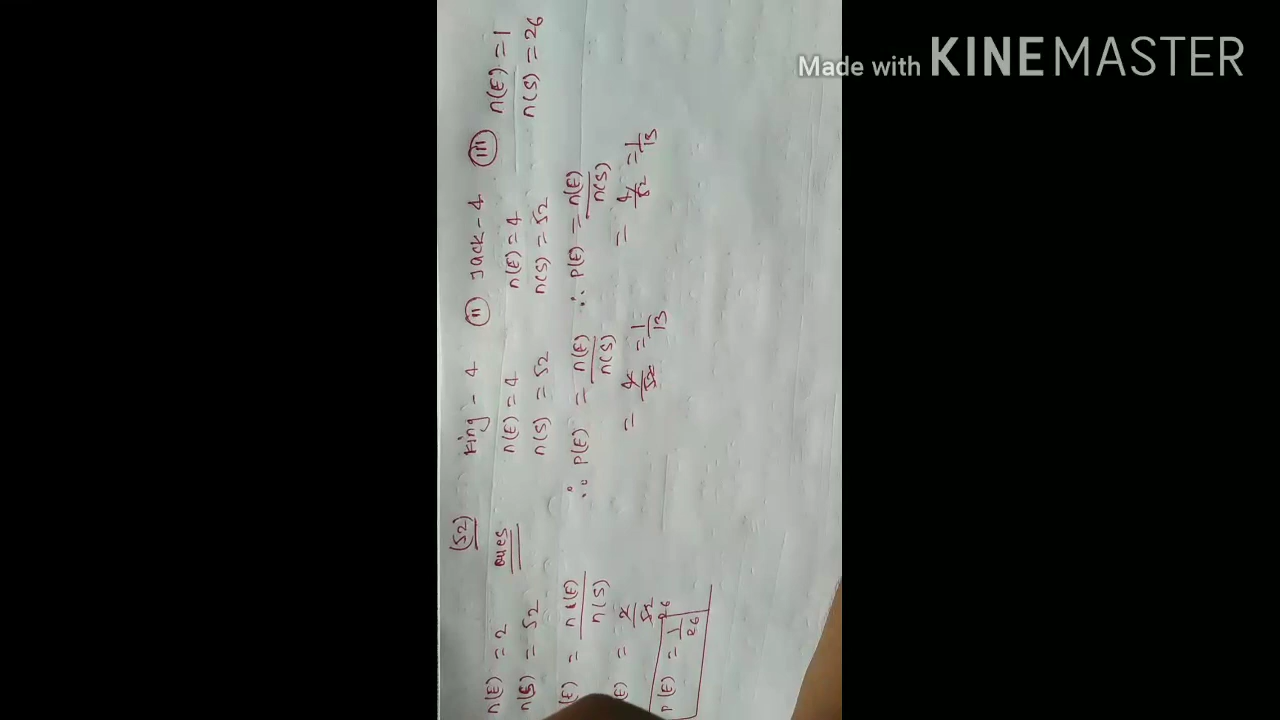 Made with KINEMASTER
(52)
n(E) = 2
n(S) = 52
(E) = n(E)/n(S)
(E) = 2/52
26
P(E) = 1/26
ques
King - 4
n(E) = 4
n(S) = 52
∴ P(E) = n(E)/n(S)
= 4/52 = 1/13
(II) Jack - 4
n(E) = 4
n(S) = 52
∴ P(E) = n(E)/n(S)
= 4/52 = 1/13
(III) n(E) = 1
n(S) = 26